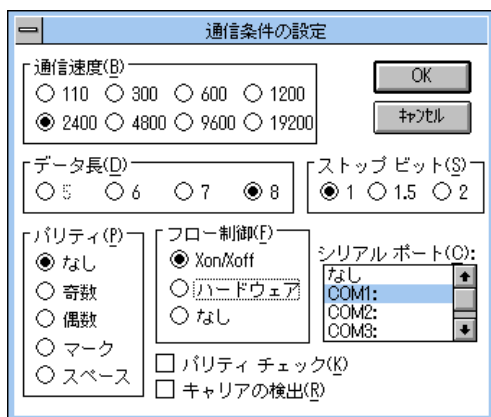 通信条件の設定
通信速度(B)
110 300 600 1200
2400 4800 9600 19200
OK
ｷｬﾝｾﾙ
データ長(D)
5 6 7 8
ストップ ビット(S)
1 1.5 2
パリティ(P)
なし
奇数
偶数
マーク
スペース
フロー制御(F)
Xon/Xoff
ハードウェア
なし
シリアル ポート(C):
なし
COM1:
COM2:
COM3:
パリティ チェック(K)
キャリアの検出(R)